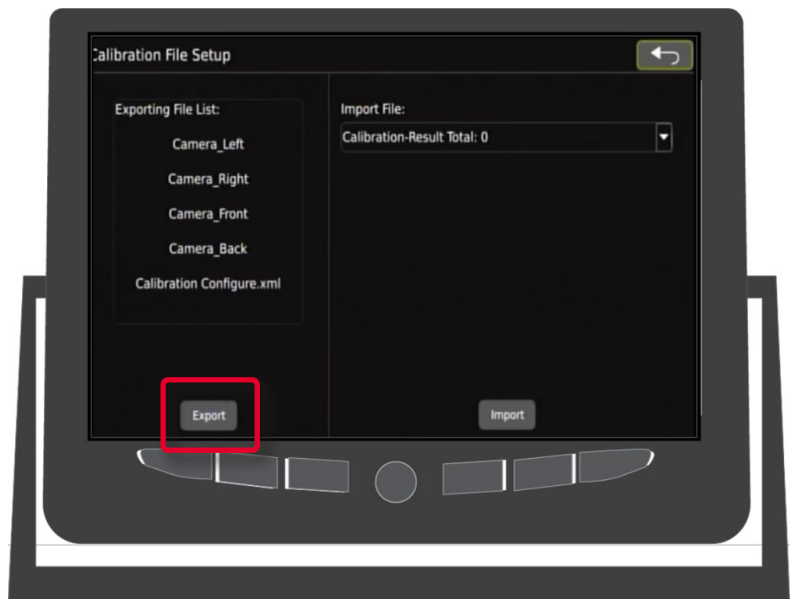 Calibration File Setup
Exporting File List:
Camera_Left
Camera_Right
Camera_Front
Camera_Back
Calibration Configure.xml
Export
Import File:
Calibration-Result Total: 0
Import